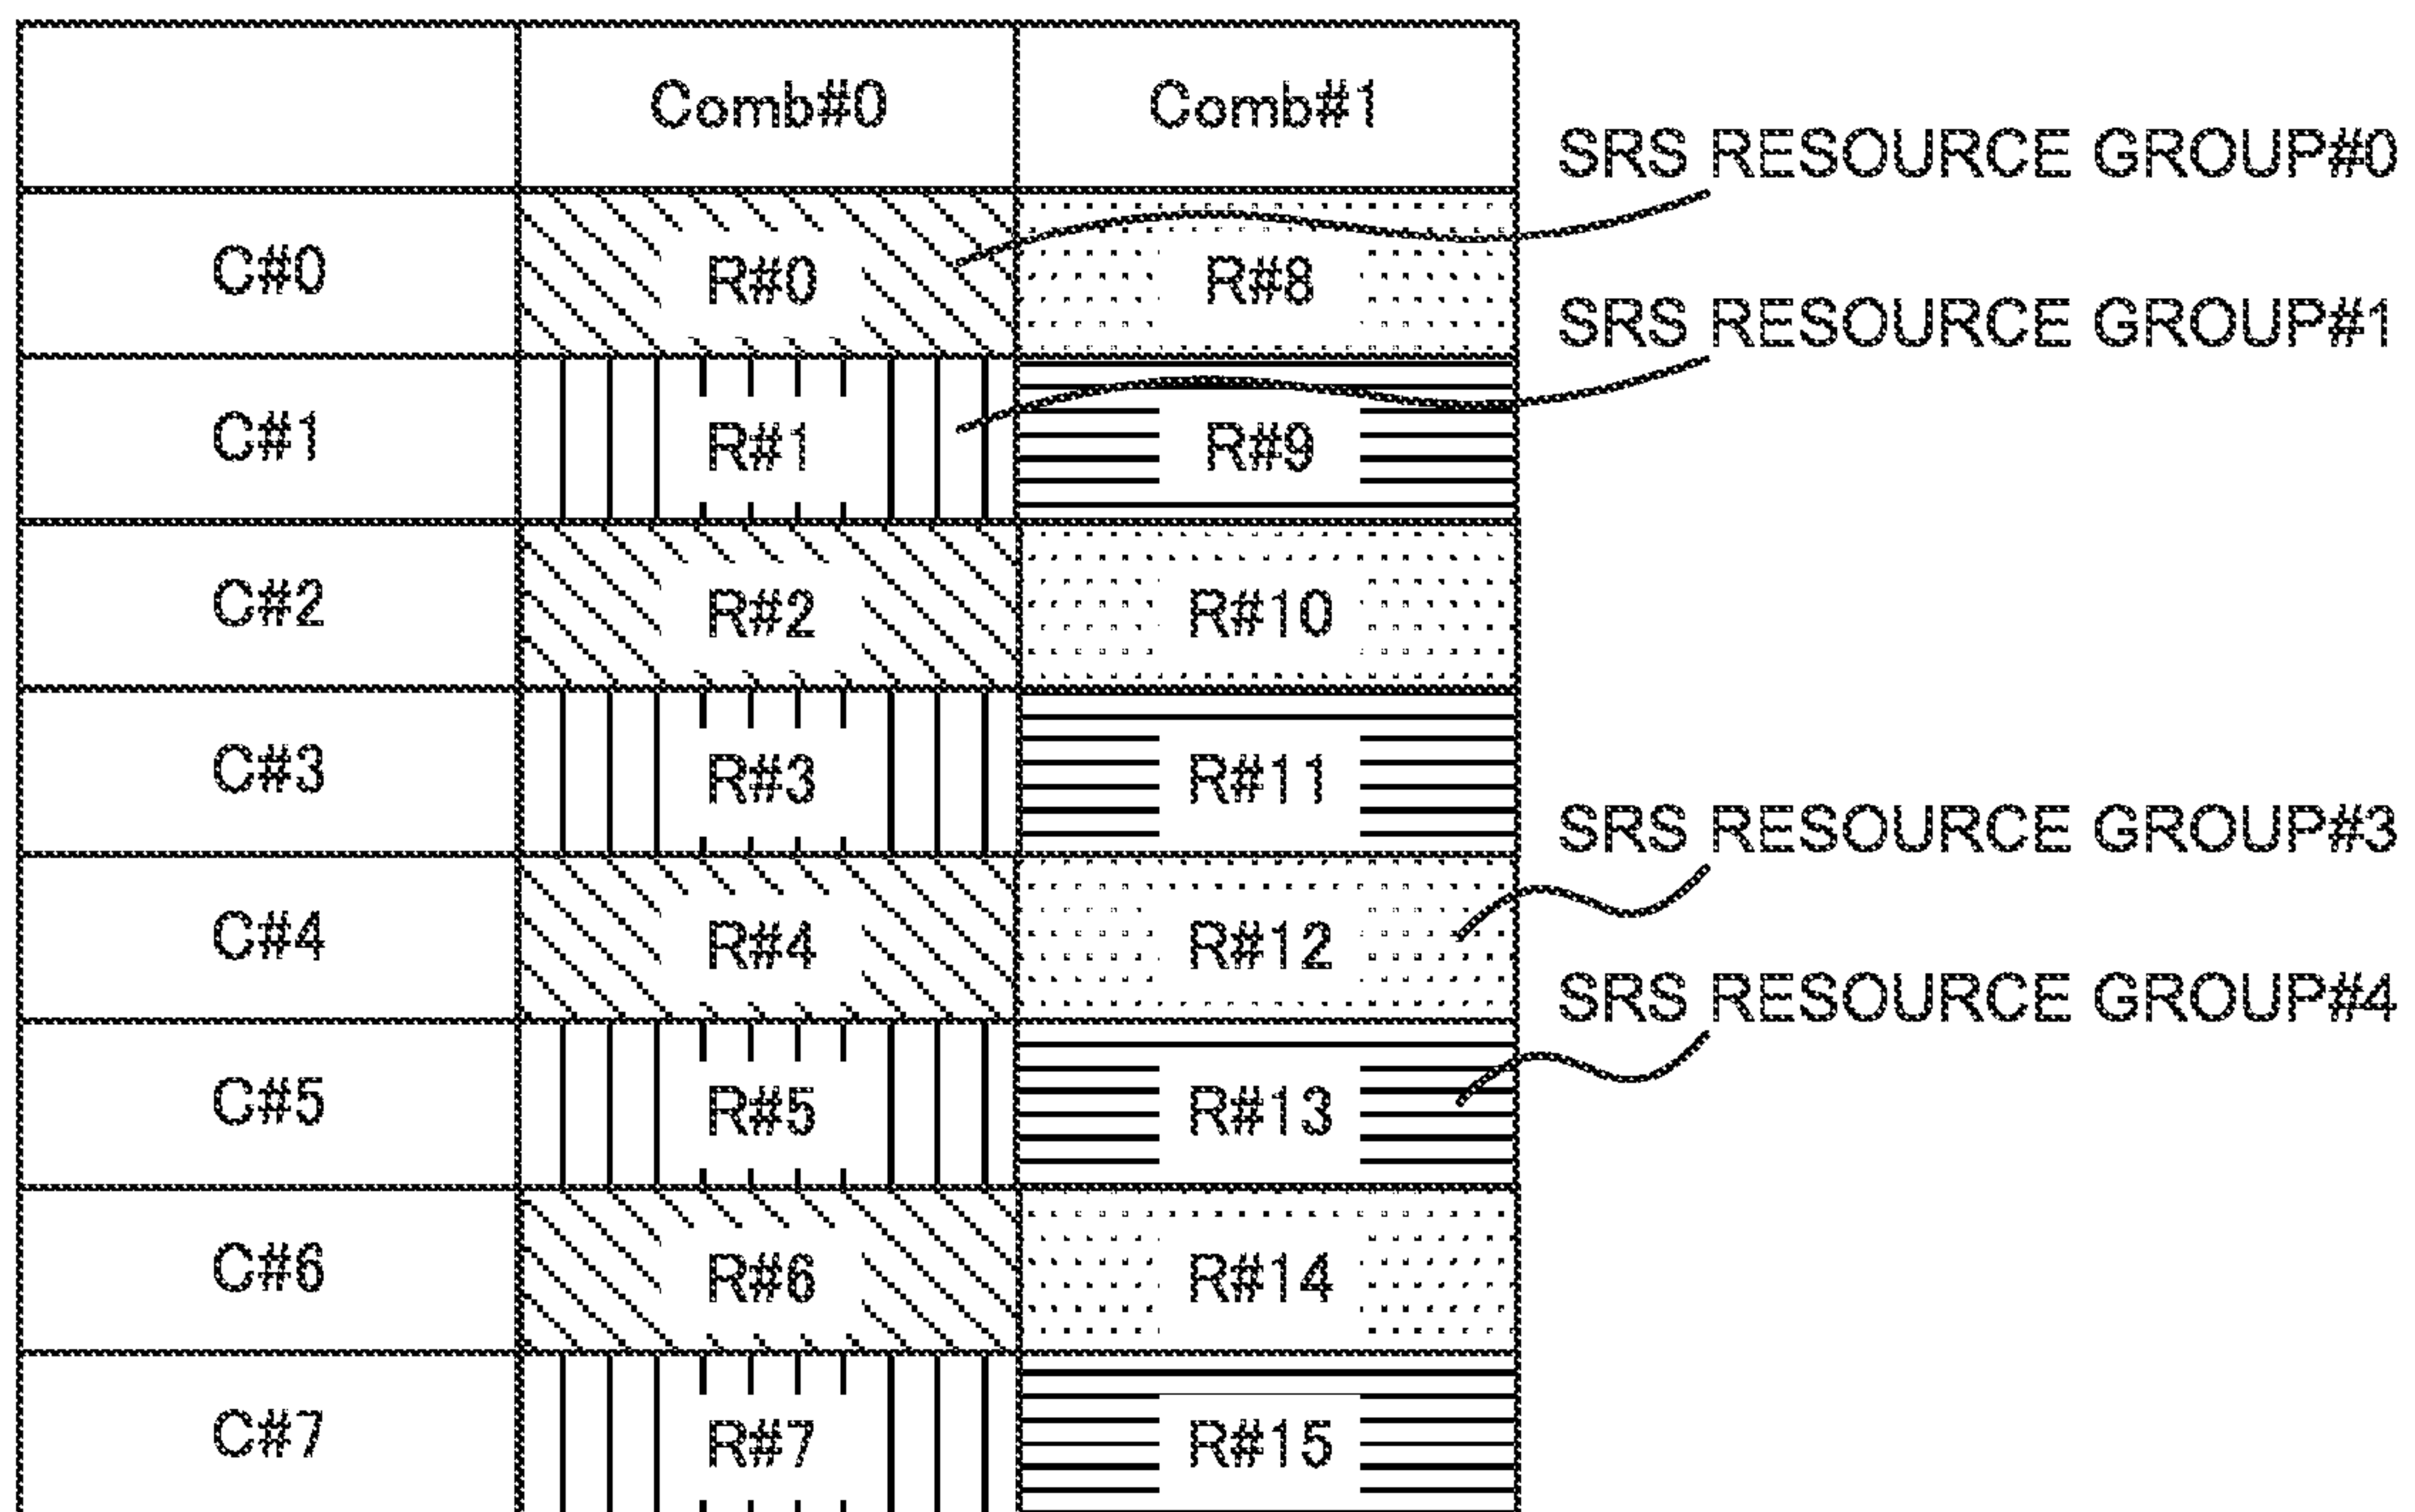 Comb#0 Comb#1
SRS RESOURCE GROUP#0
C#0 R#0 R#8
SRS RESOURCE GROUP#1
C#1 R#1 R#9
C#2 R#2 R#10
C#3 R#3 R#11
SRS RESOURCE GROUP#3
C#4 R#4 R#12
SRS RESOURCE GROUP#4
C#5 R#5 R#13
C#6 R#6 R#14
C#7 R#7 R#15